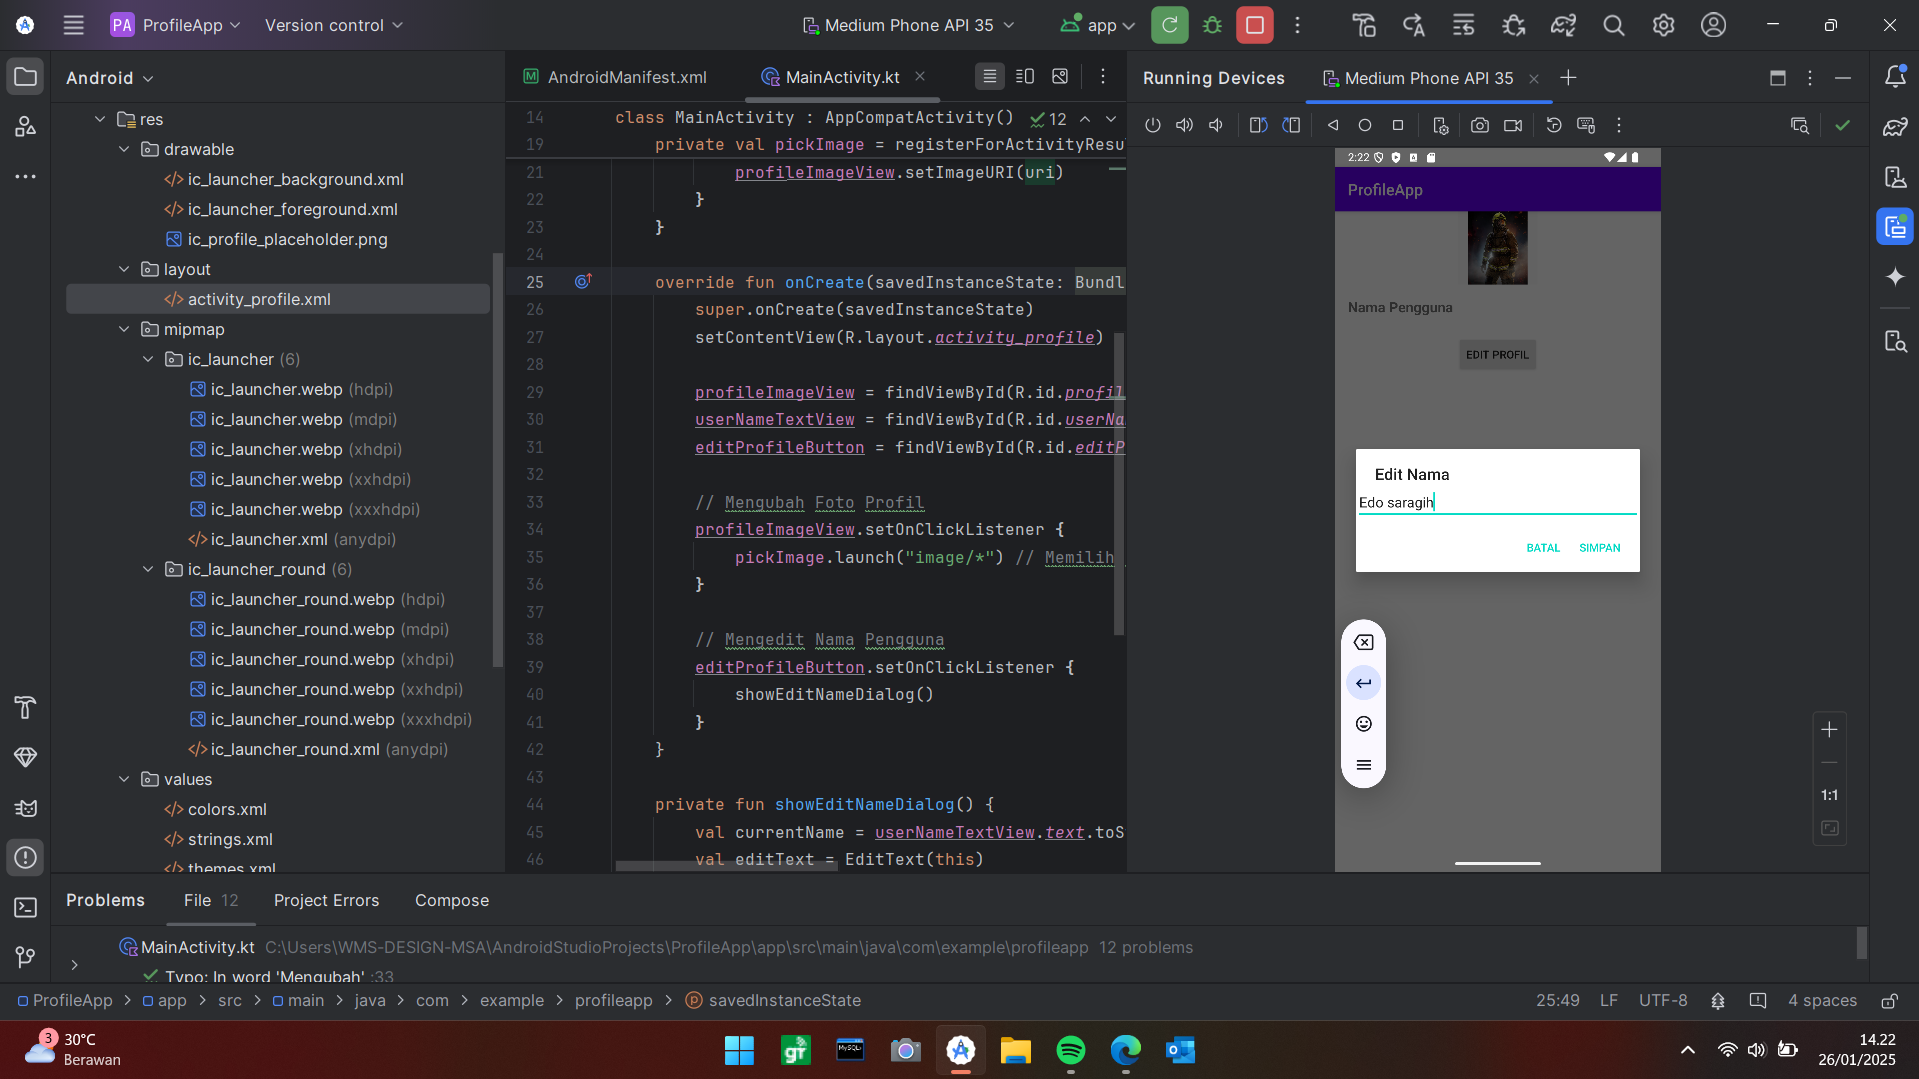 PA ProfileApp Version control Medium Phone API 35 app
Android
res
drawable
ic_launcher_background.xml
ic_launcher_foreground.xml
ic_profile_placeholder.png
layout
activity_profile.xml
mipmap
ic_launcher (6)
ic_launcher.webp (hdpi)
ic_launcher.webp (mdpi)
ic_launcher.webp (xhdpi)
ic_launcher.webp (xxhdpi)
ic_launcher.webp (xxxhdpi)
ic_launcher.xml (anydpi)
ic_launcher_round (6)
ic_launcher_round.webp (hdpi)
ic_launcher_round.webp (mdpi)
ic_launcher_round.webp (xhdpi)
ic_launcher_round.webp (xxhdpi)
ic_launcher_round.webp (xxxhdpi)
ic_launcher_round.xml (anydpi)
values
colors.xml
strings.xml
themes.xml
AndroidManifest.xml MainActivity.kt
12
14 class MainActivity : AppCompatActivity()
19 private val pickImage = registerForActivityResu
21 profileImageView.setImageURI(uri)
22 }
23 }
24
25 override fun onCreate(savedInstanceState: Bundl
26 super.onCreate(savedInstanceState)
27 setContentView(R.layout.activity_profile)
28
29 profileImageView = findViewById(R.id.profil
30 userNameTextView = findViewById(R.id.userNa
31 editProfileButton = findViewById(R.id.editP
32
33 // Mengubah Foto Profil
34 profileImageView.setOnClickListener {
35 pickImage.launch("image/*") // Memilih
36 }
37
38 // Mengedit Nama Pengguna
39 editProfileButton.setOnClickListener {
40 showEditNameDialog()
41 }
42 }
43
44 private fun showEditNameDialog() {
45 val currentName = userNameTextView.text.toS
46 val editText = EditText(this)
Running Devices Medium Phone API 35
2:22
ProfileApp
Nama Pengguna
EDIT PROFIL
Edit Nama
Edo saragih
BATAL SIMPAN
1:1
Problems File 12 Project Errors Compose
MainActivity.kt C:\Users\WMS-DESIGN-MSA\AndroidStudioProjects\ProfileApp\app\src\main\java\com\example\profileapp 12 problems
Typo: In word 'Mengubah' :33
ProfileApp > app > src > main > java > com > example > profileapp > savedInstanceState
25:49 LF UTF-8 4 spaces
3
30°C
Berawan
gT
MySQL
14.22
26/01/2025